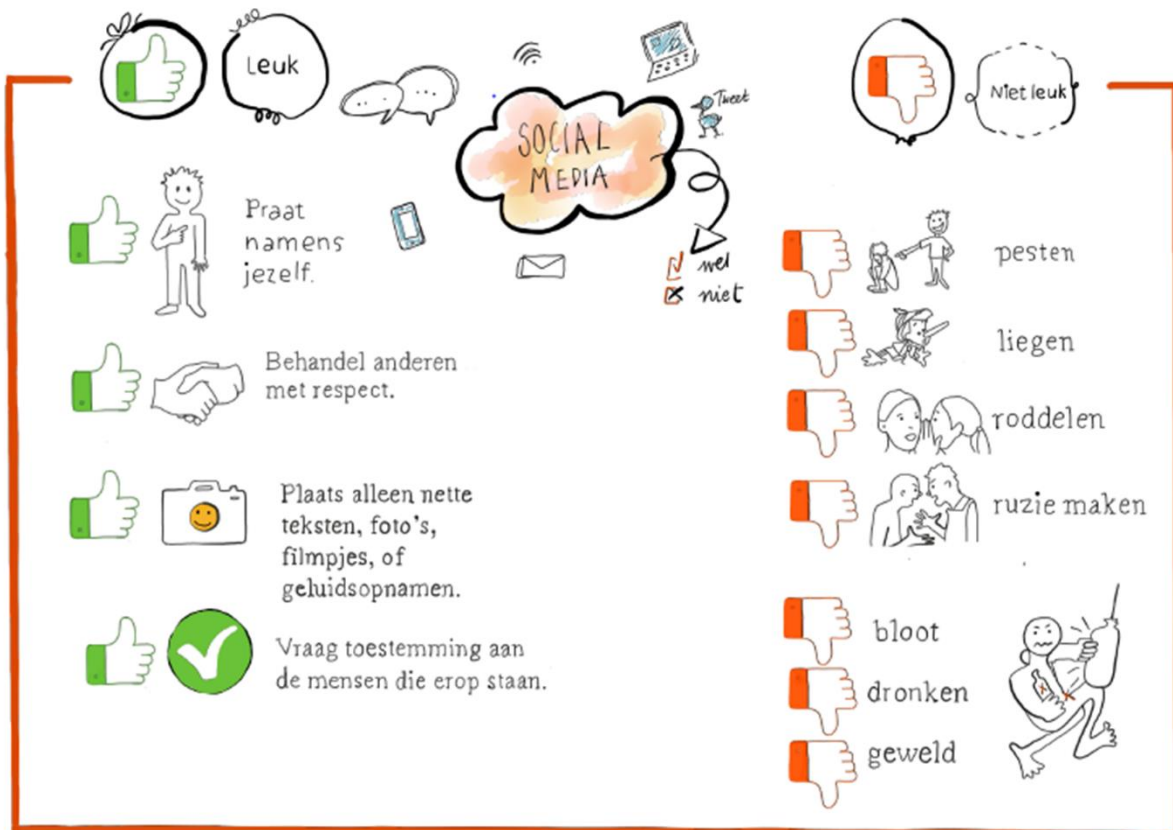 Leuk
SOCIAL
MEDIA
Tweet
wel
niet
Niet leuk
Praat
namens
jezelf.
Behandel anderen
met respect.
Plaats alleen nette
teksten, foto's,
filmpjes, of
geluidsopnamen.
Vraag toestemming aan
de mensen die erop staan.
pesten
liegen
roddelen
ruzie maken
bloot
dronken
geweld